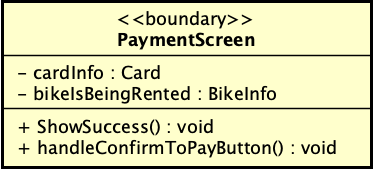 <<boundary>>
PaymentScreen
- cardInfo : Card
- bikeIsBeingRented : BikeInfo
+ ShowSuccess() : void
+ handleConfirmToPayButton() : void